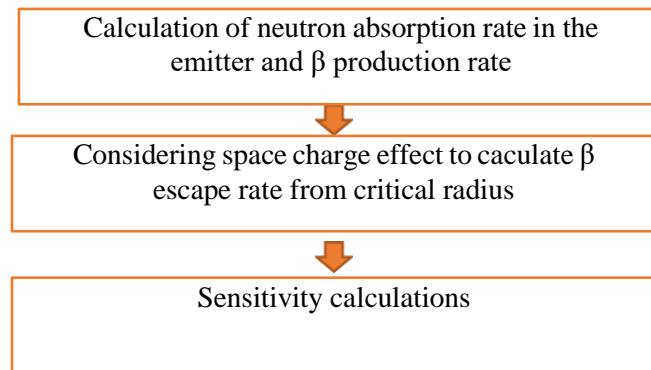 Calculation of neutron absorption rate in the
emitter and β production rate
Considering space charge effect to caculate β
escape rate from critical radius
Sensitivity calculations